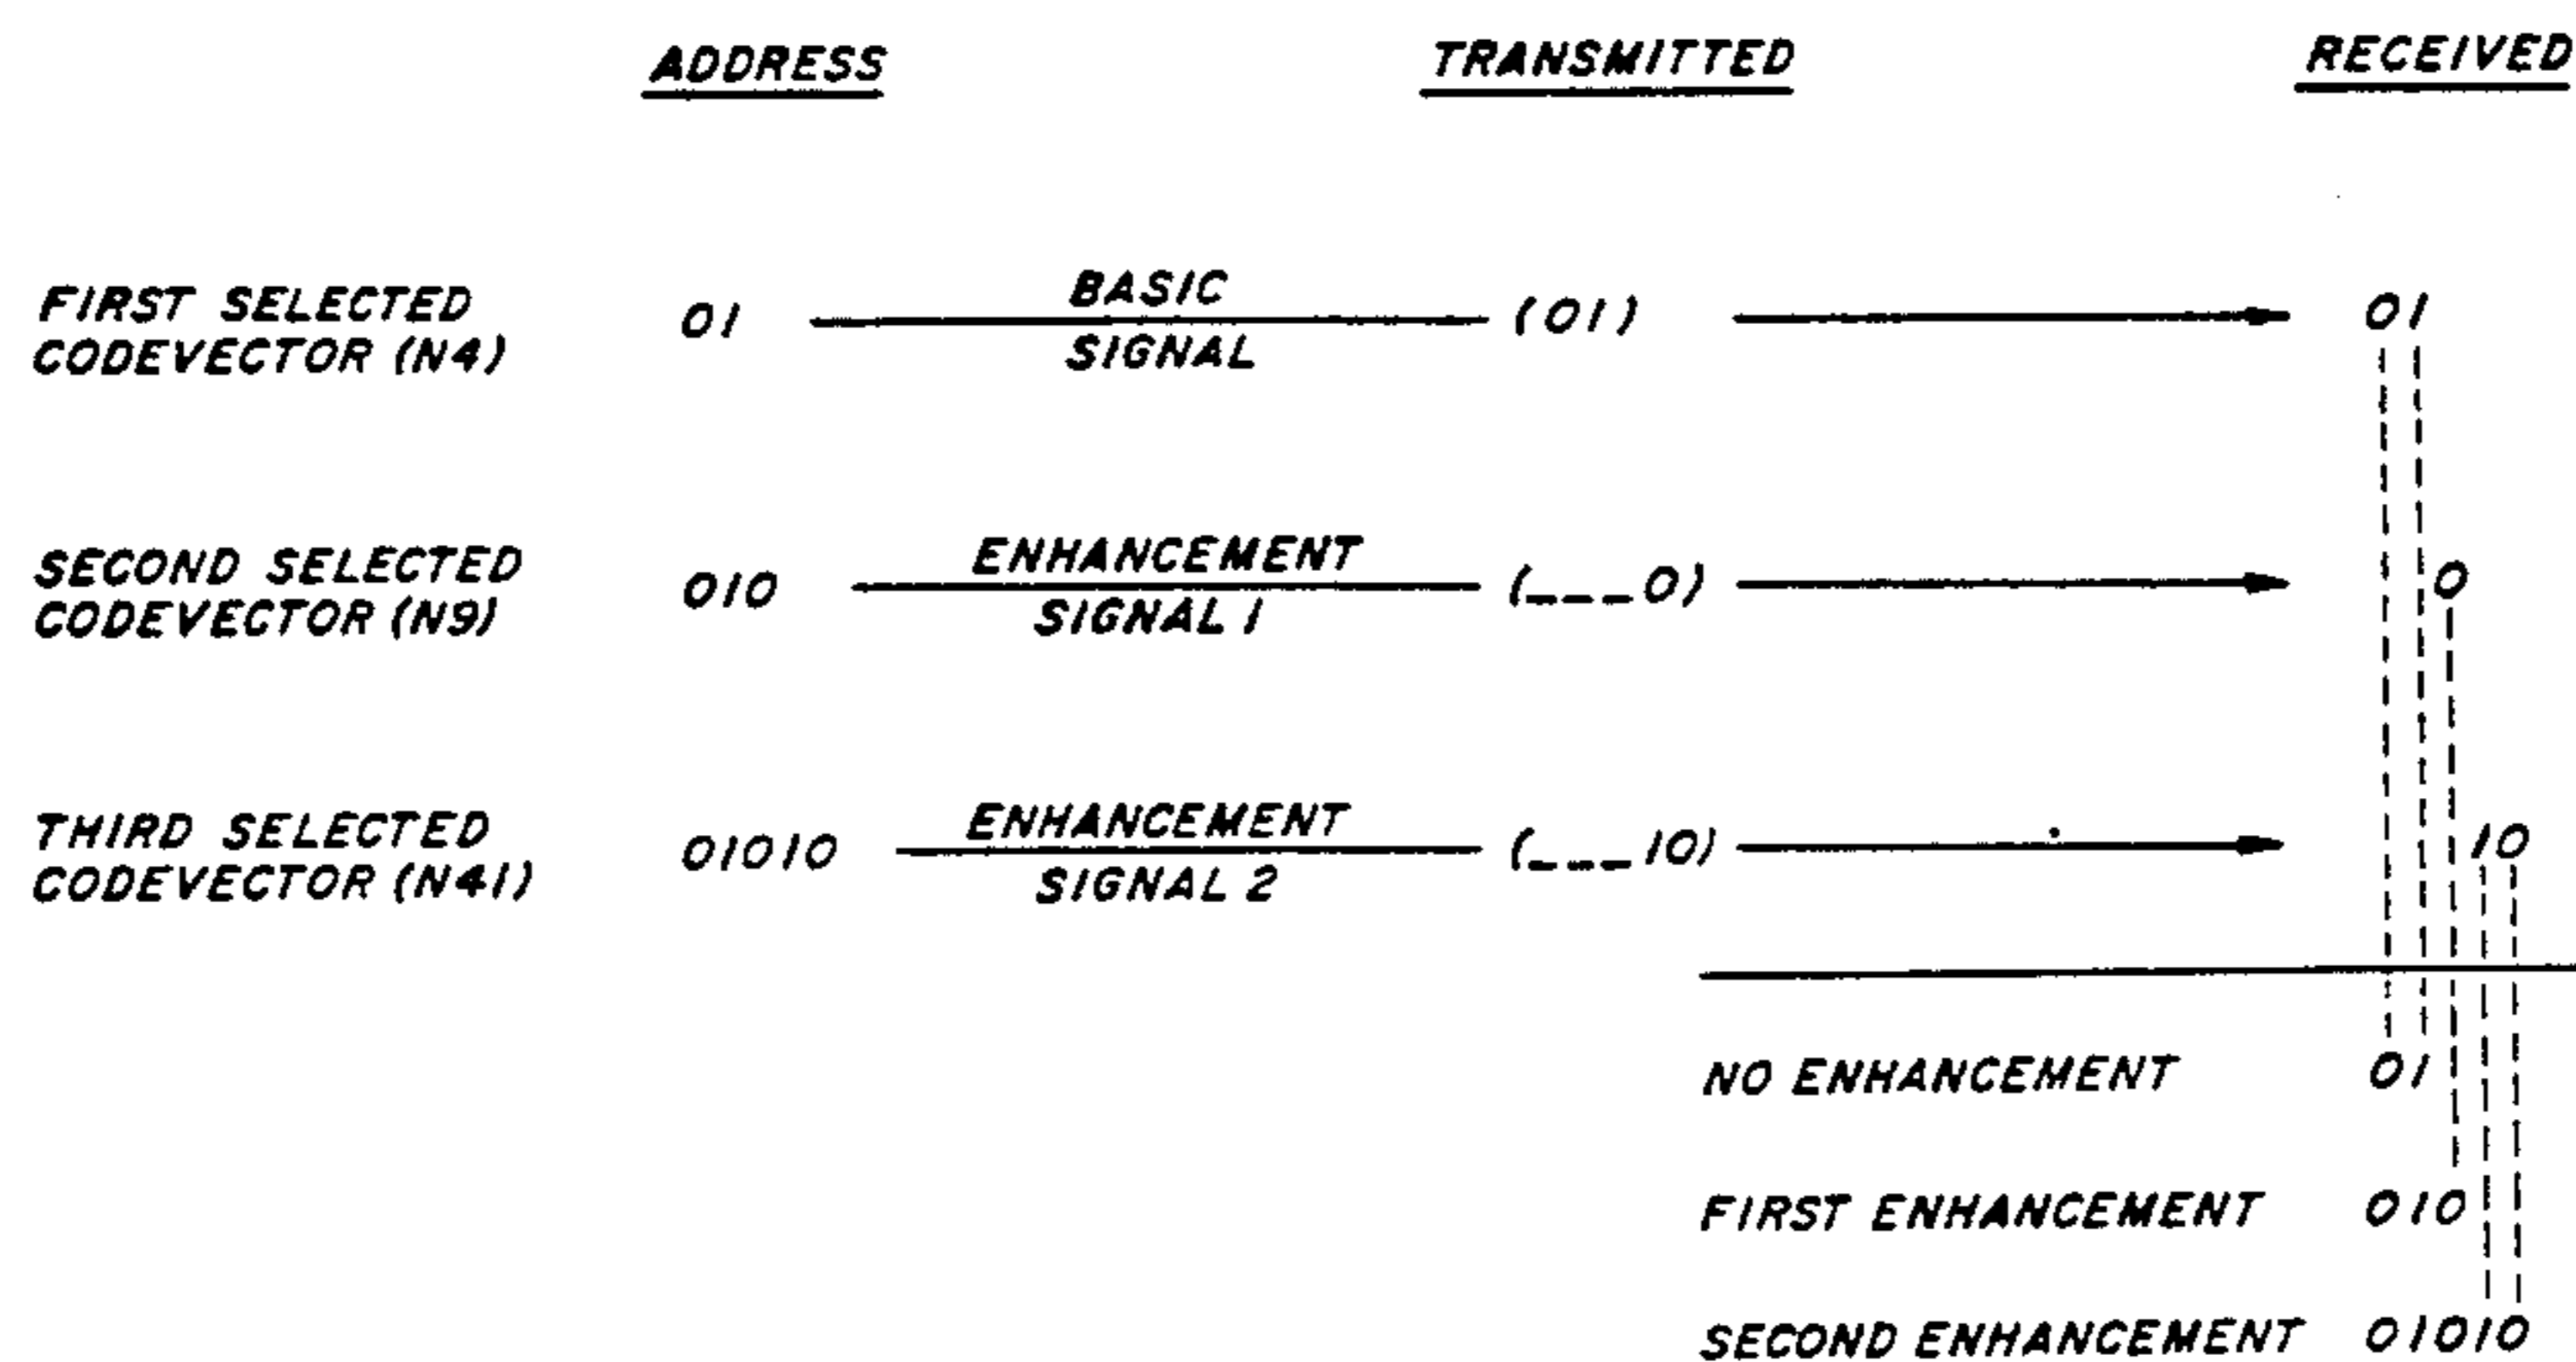 ADDRESS TRANSMITTED RECEIVED
FIRST SELECTED
CODEVECTOR (N4)
01
BASIC
SIGNAL
(01)
01
SECOND SELECTED
CODEVECTOR (N9)
010
ENHANCEMENT
SIGNAL 1
(___0)
0
THIRD SELECTED
CODEVECTOR (N41)
01010
ENHANCEMENT
SIGNAL 2
(___10)
10
NO ENHANCEMENT 01
FIRST ENHANCEMENT 010
SECOND ENHANCEMENT 01010